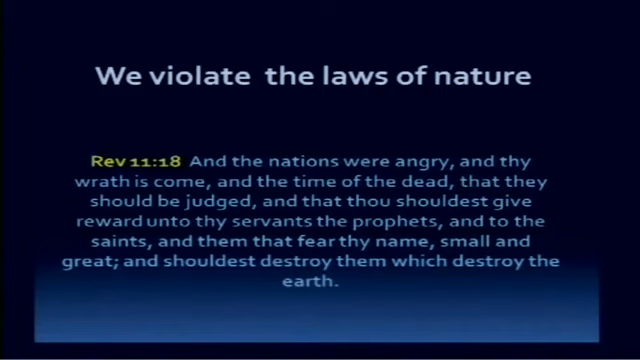 We violate  the laws of nature
Rev 11:18  And the nations were angry, and thy
wrath is come, and the time of the dead, that they
should be judged, and that thou shouldest give
reward unto thy servants the prophets, and to the
saints, and them that fear thy name, small and
great; and shouldest destroy them which destroy the
earth.